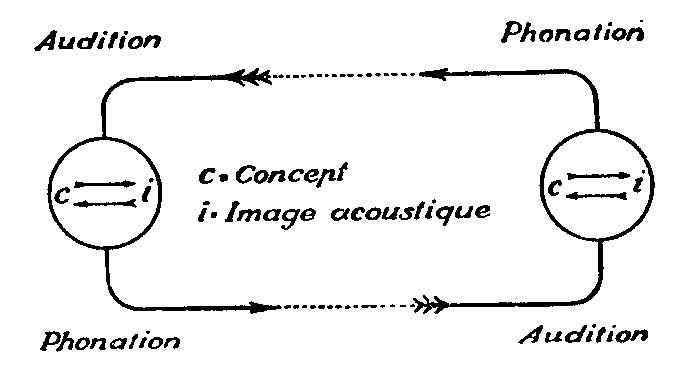 Audition
Phonation
c = Concept
i = Image acoustique
c i
c i
Phonation
Audition